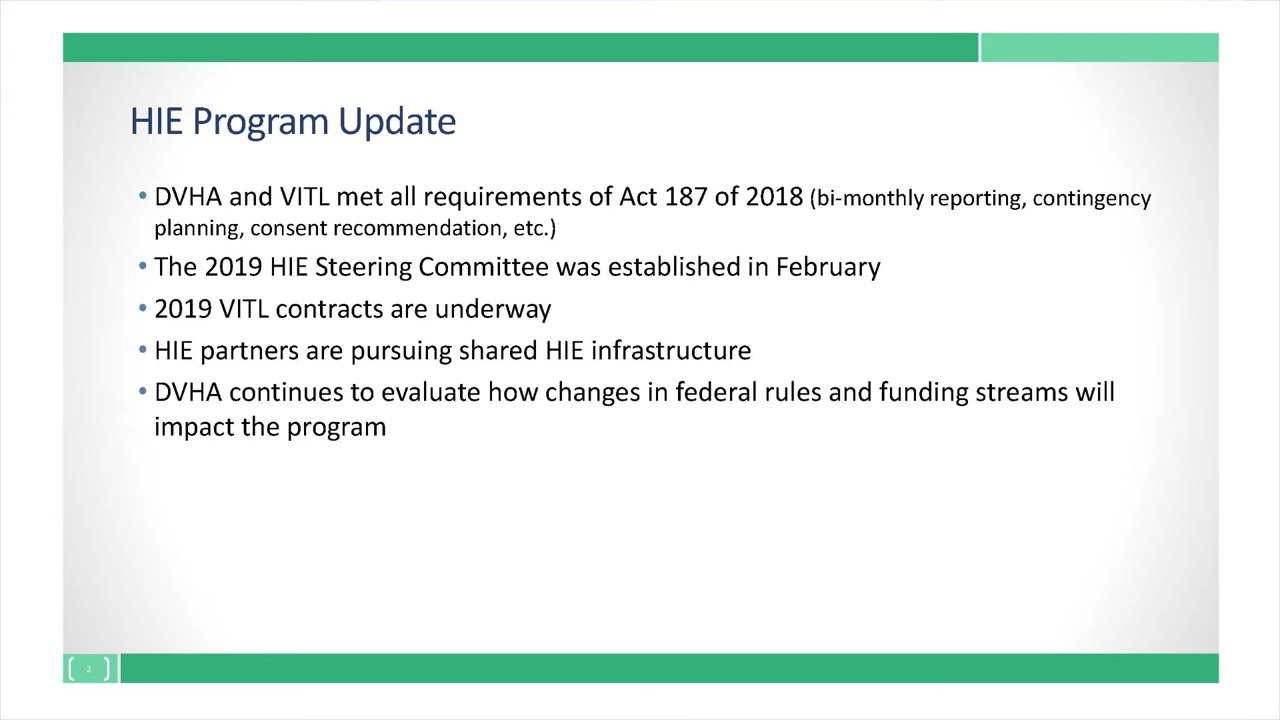 HIE Program Update
• DVHA and VITL met all requirements of Act 187 of 2018 (bi-monthly reporting, contingency
planning, consent recommendation, etc.)
• The 2019 HIE Steering Committee was established in February
• 2019 VITL contracts are underway
• HIE partners are pursuing shared HIE infrastructure
• DVHA continues to evaluate how changes in federal rules and funding streams will
impact the program
2